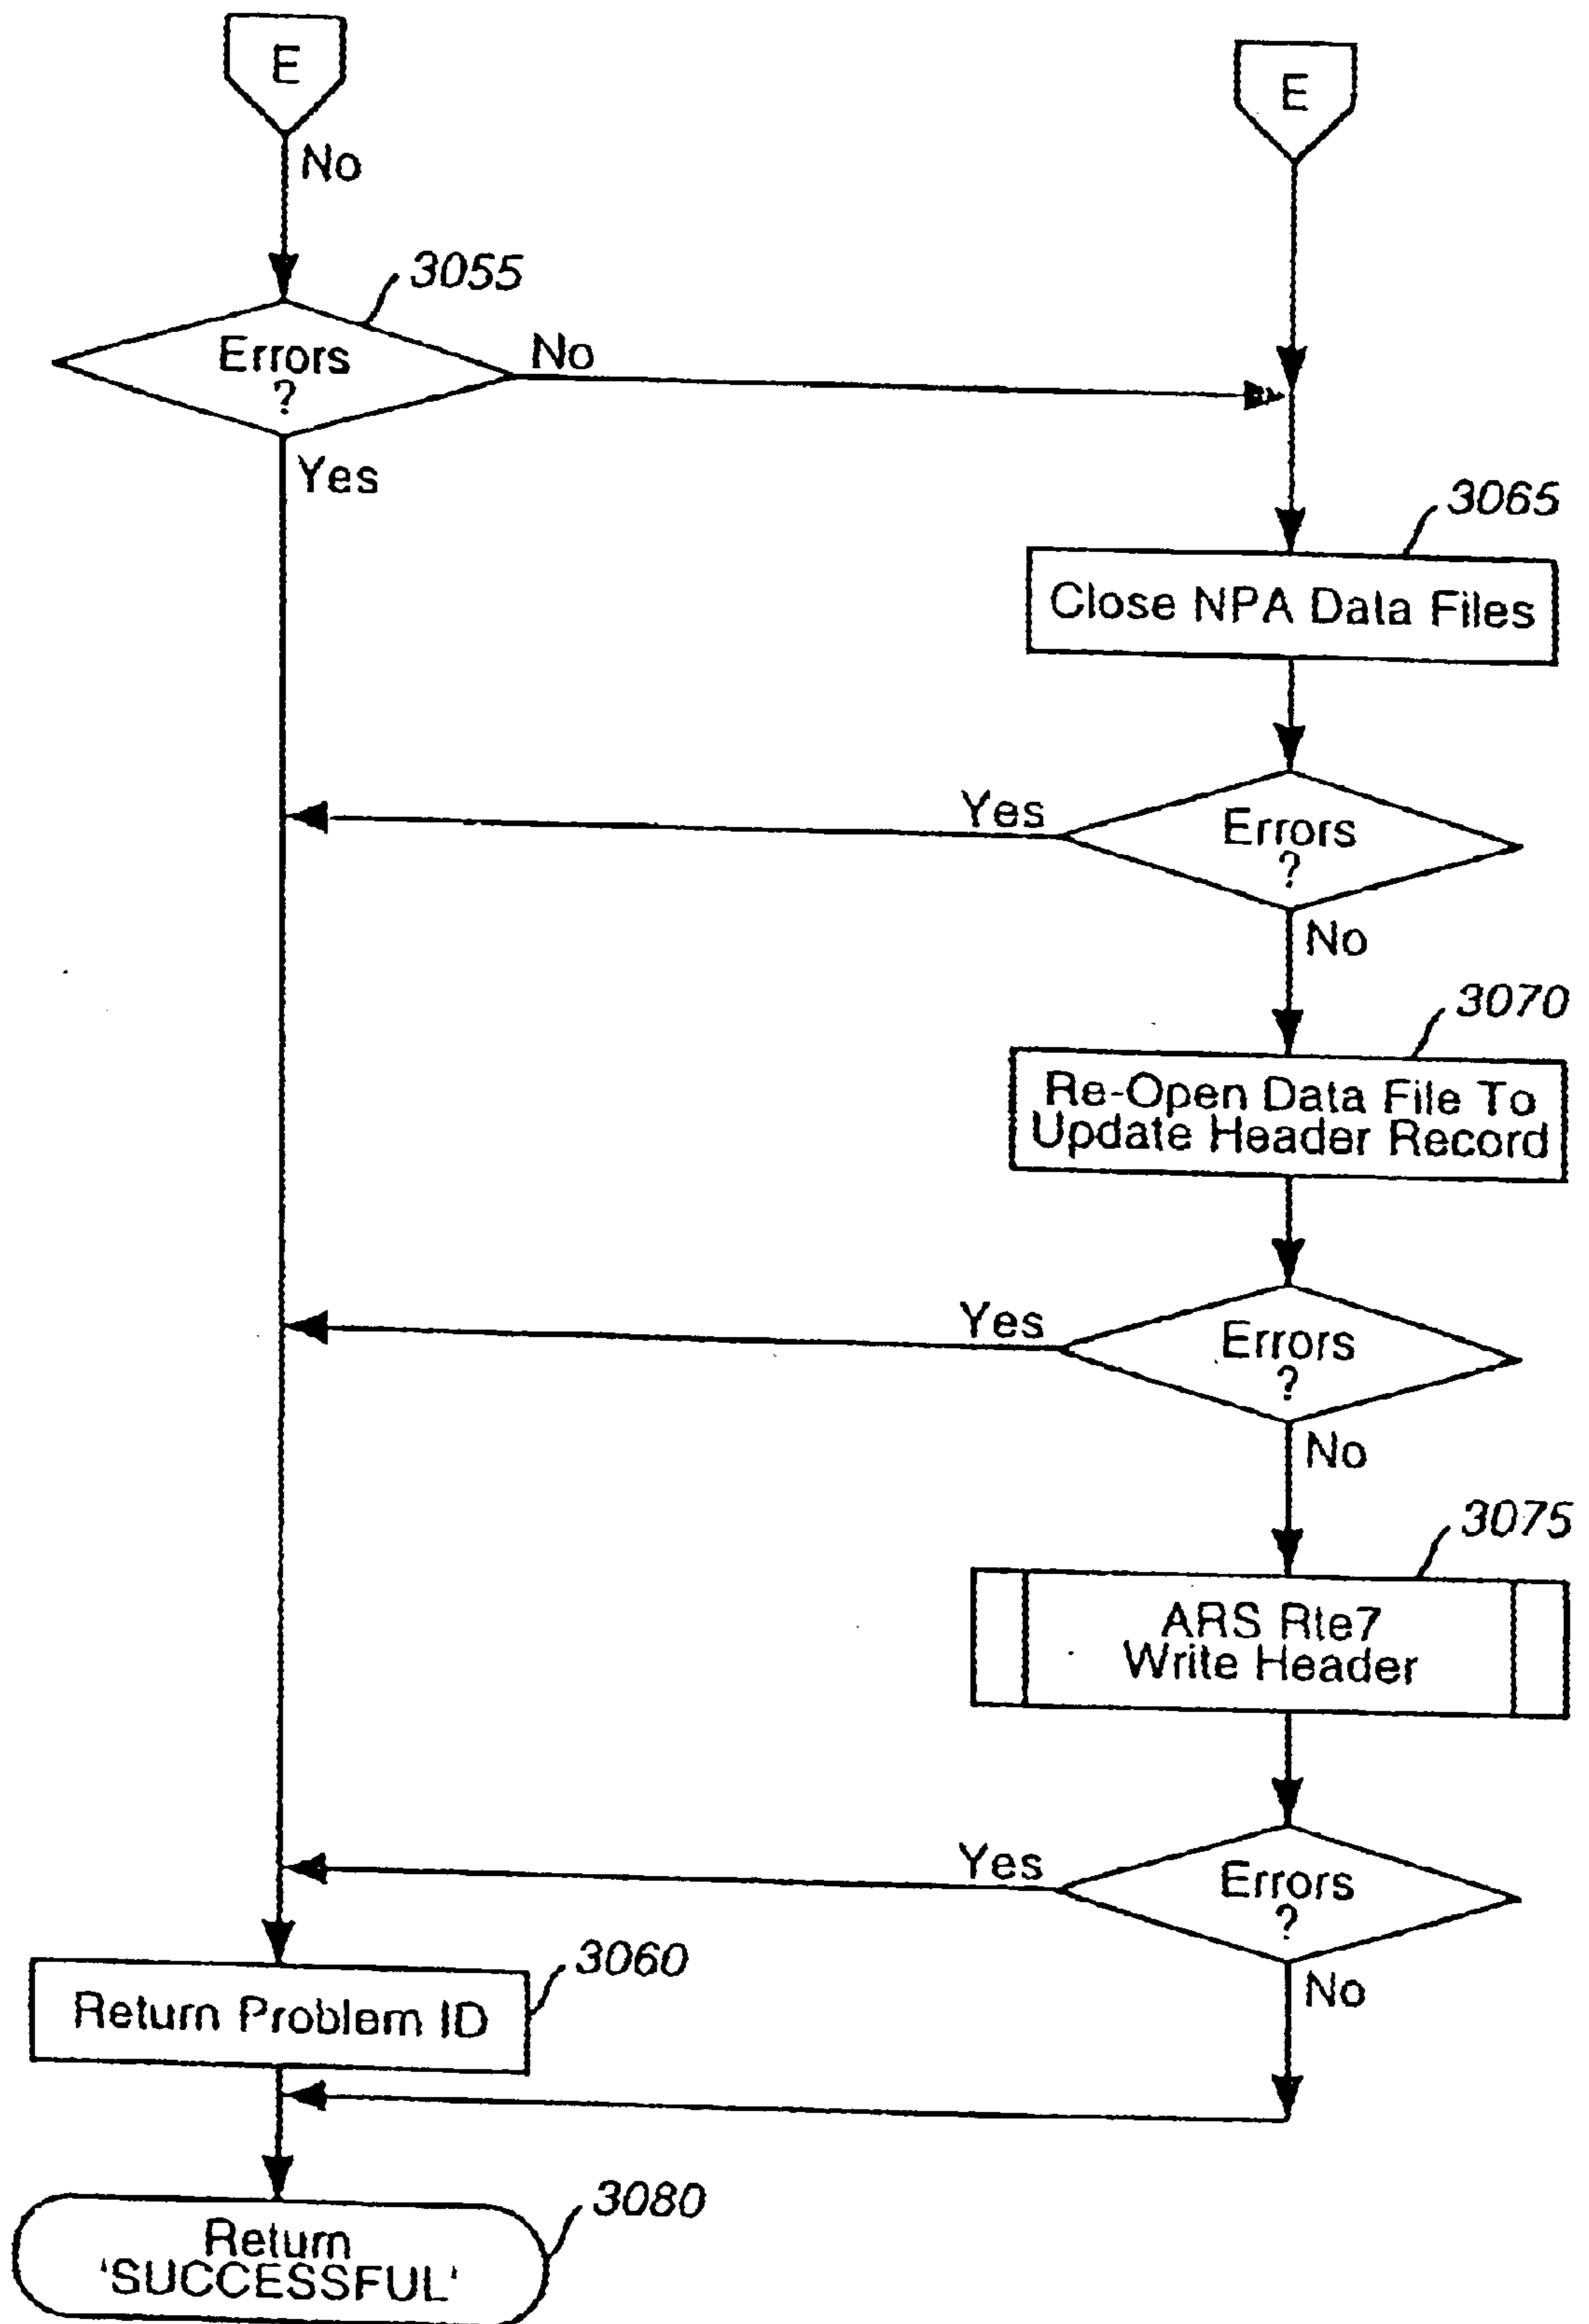 E
E
No
3055
Errors
?
No
Yes
3065
Close NPA Data Files
Yes
Errors
?
No
3070
Re-Open Data File To
Update Header Record
Yes
Errors
?
No
3075
ARS Rte7
Write Header
Yes
Errors
?
No
3060
Return Problem ID
3080
Return
'SUCCESSFUL'